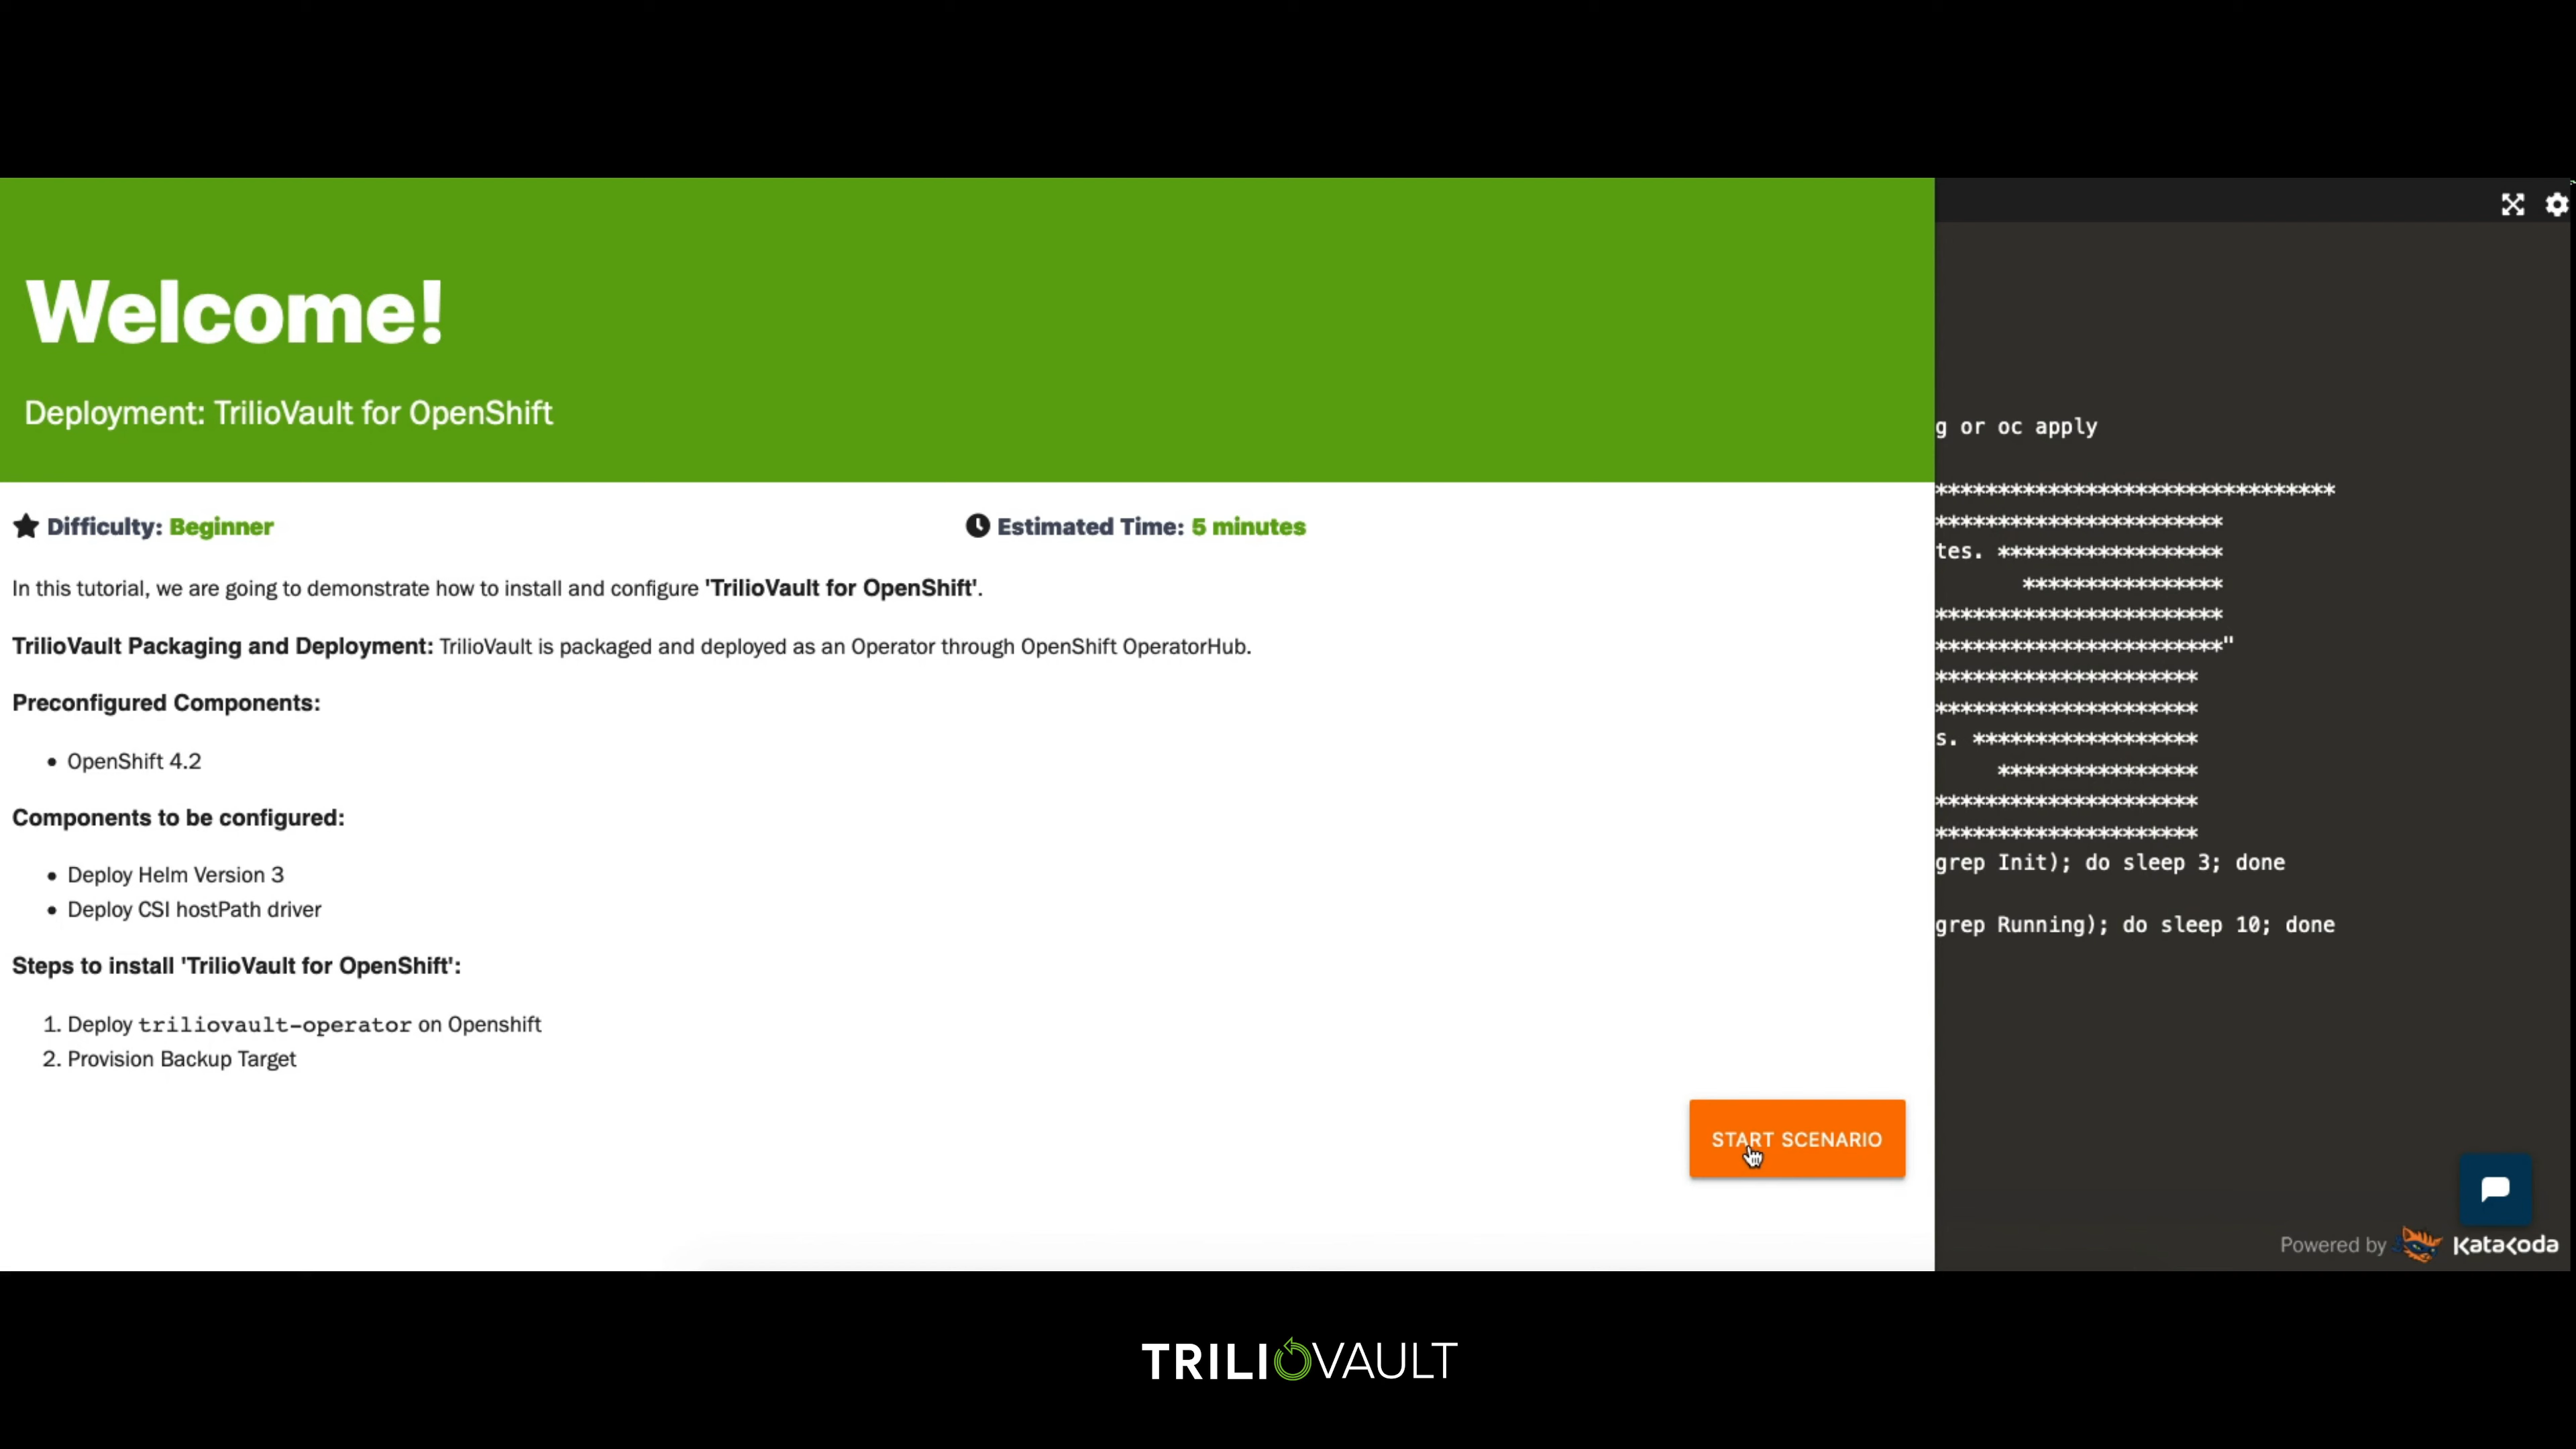 Welcome!
Deployment: TrilioVault for OpenShift
Difficulty: Beginner
Estimated Time: 5 minutes
In this tutorial, we are going to demonstrate how to install and configure 'TrilioVault for OpenShift'.
TrilioVault Packaging and Deployment: TrilioVault is packaged and deployed as an Operator through OpenShift OperatorHub.
Preconfigured Components:
• OpenShift 4.2
Components to be configured:
• Deploy Helm Version 3
• Deploy CSI hostPath driver
Steps to install 'TrilioVault for OpenShift':
1. Deploy triliovault-operator on Openshift
2. Provision Backup Target
START SCENARIO
g or oc apply
********************************
***********************
tes. ******************
****************
***********************
***********************"
*********************
*********************
s. ******************
****************
*********************
*********************
grep Init); do sleep 3; done
grep Running); do sleep 10; done
Powered by Katacoda
TRILIOVAULT